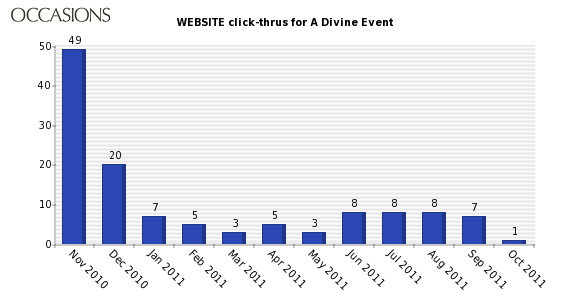 OCCASIONS
WEBSITE click-thrus for A Divine Event
50
40
30
20
10
0
49
20
7
5
3
5
3
8
8
8
7
1
Nov 2010
Dec 2010
Jan 2011
Feb 2011
Mar 2011
Apr 2011
May 2011
Jun 2011
Jul 2011
Aug 2011
Sep 2011
Oct 2011